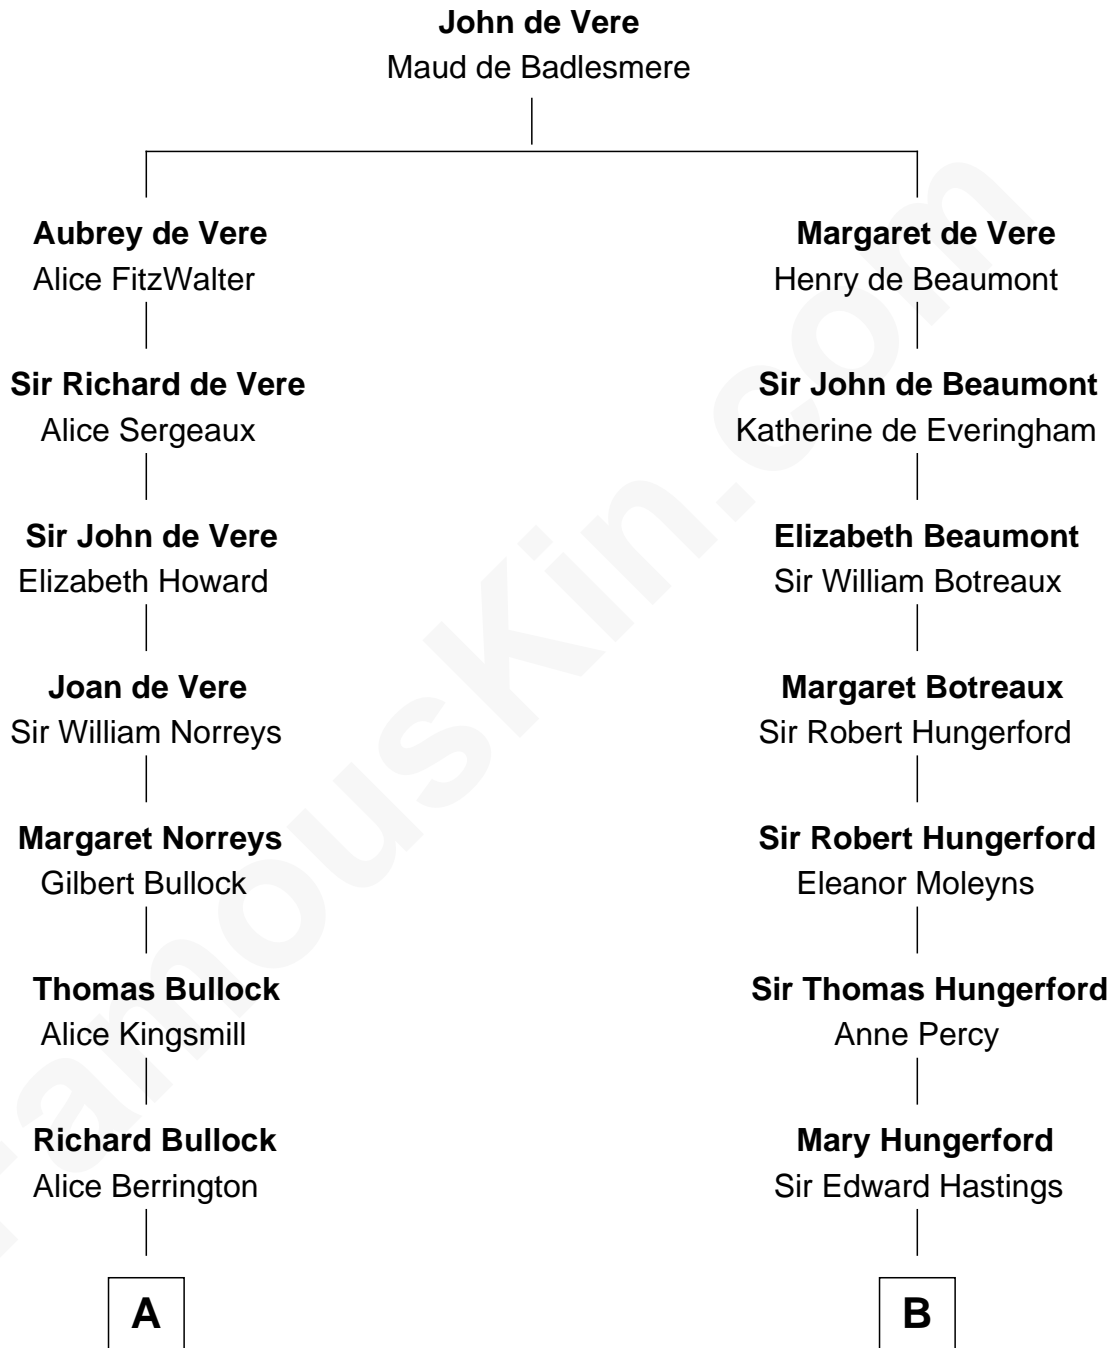 John de Vere
Maud de Badlesmere
Aubrey de Vere
Alice FitzWalter
Margaret de Vere
Henry de Beaumont
Sir Richard de Vere
Alice Sergeaux
Sir John de Beaumont
Katherine de Everingham
Sir John de Vere
Elizabeth Howard
Elizabeth Beaumont
Sir William Botreaux
Joan de Vere
Sir William Norreys
Margaret Botreaux
Sir Robert Hungerford
Margaret Norreys
Gilbert Bullock
Sir Robert Hungerford
Eleanor Moleyns
Thomas Bullock
Alice Kingsmill
Sir Thomas Hungerford
Anne Percy
Richard Bullock
Alice Berrington
Mary Hungerford
Sir Edward Hastings
A
B
FamousKin.com